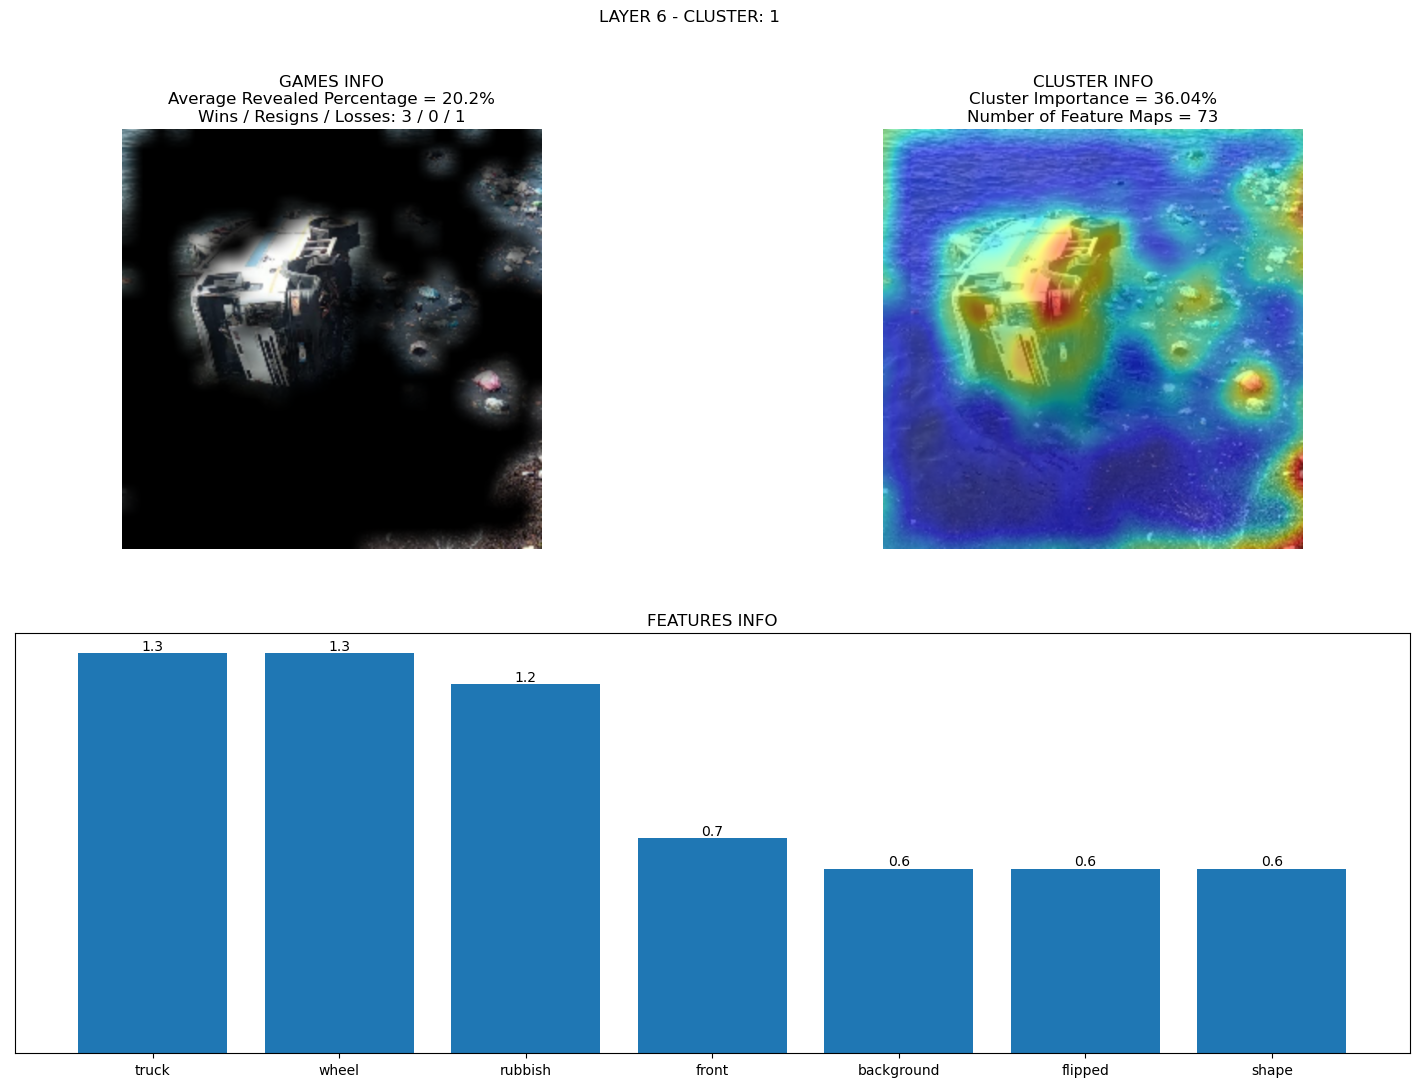 LAYER 6 - CLUSTER: 1
GAMES INFO
Average Revealed Percentage = 20.2%
Wins / Resigns / Losses: 3 / 0 / 1
CLUSTER INFO
Cluster Importance = 36.04%
Number of Feature Maps = 73
FEATURES INFO
1.3
1.3
1.2
0.7
0.6
0.6
0.6
truck
wheel
rubbish
front
background
flipped
shape